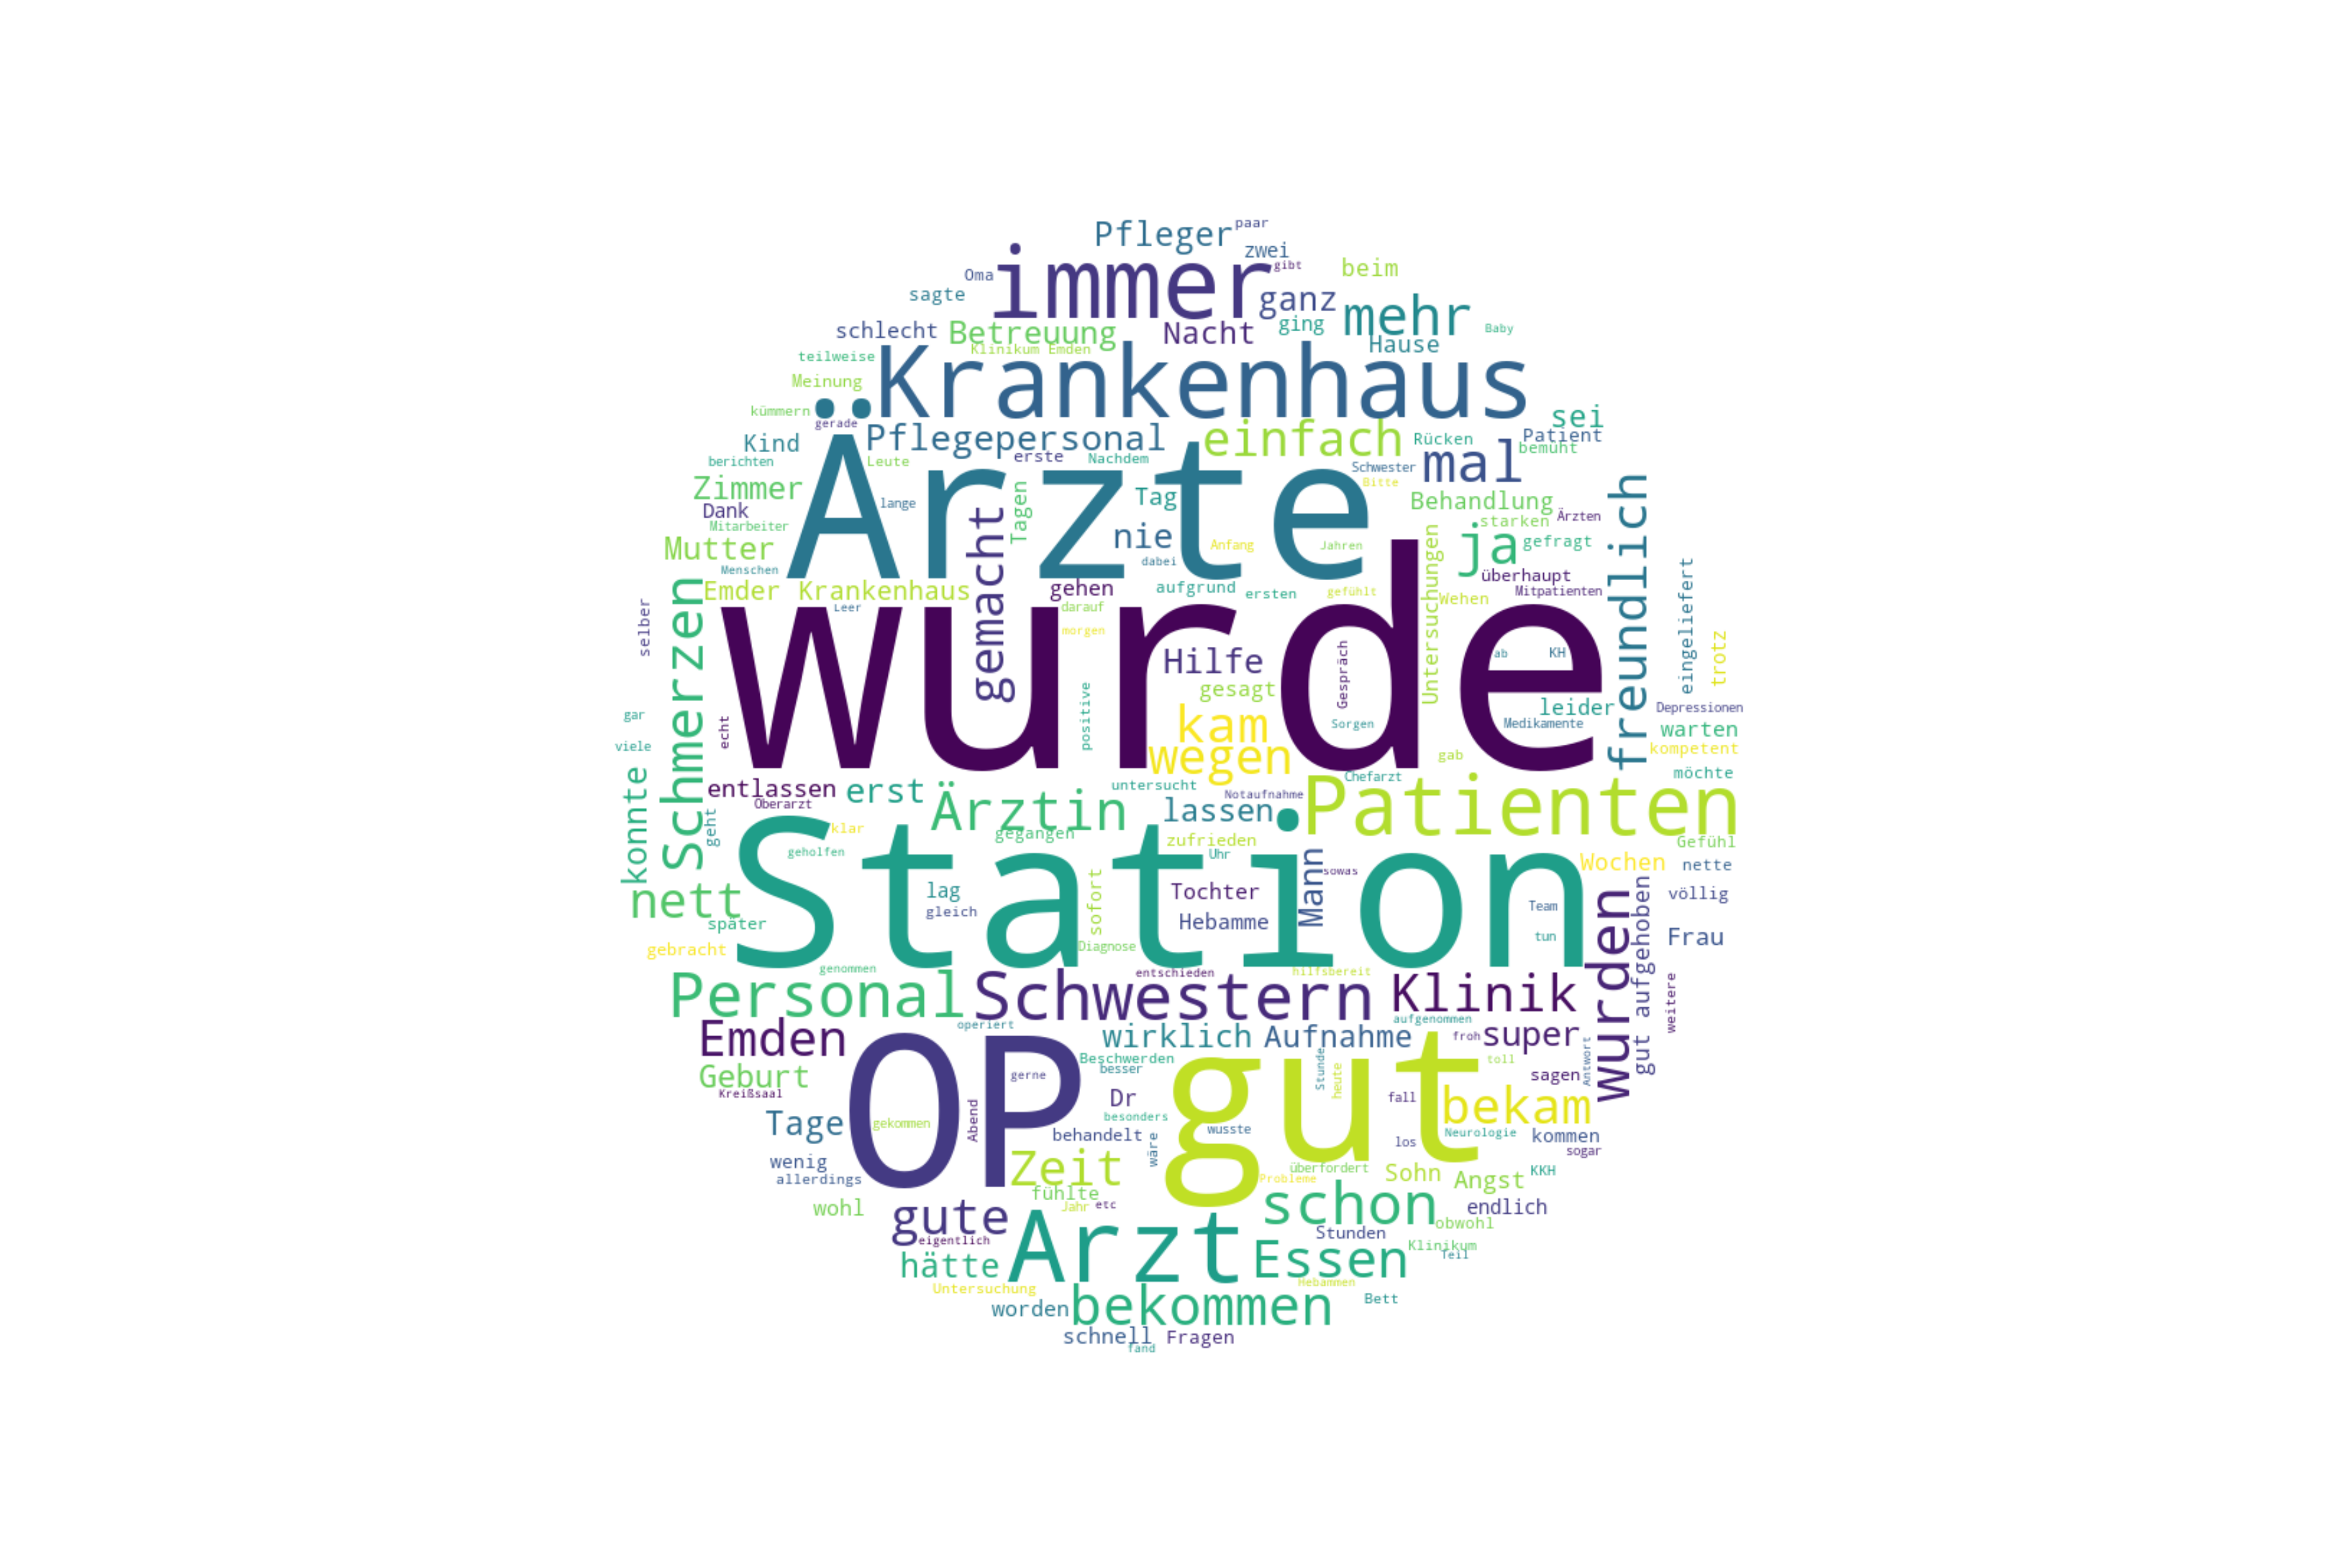 Pfleger
paar
immer
zwei
gibt
beim
Oma
sagte
ganz
mehr
schlecht
Betreuung
Nacht
ging
Baby
Klinikum Emden
Hause
teilweise
Krankenhaus
Meinung
kümmern
gerade
sei
Kind
Pflegepersonal
einfach
Rücken
Patient
bemüht
berichten
Leute
erste
Nachdem
Schwester
mal
Bitte
Zimmer
Ärzte
lange
Tagen
Tag
Behandlung
freundlich
Dank
Mitarbeiter
gemacht
nie
Anfang
Jahren
starken
Ärzten
Mutter
dabei
ja
gefragt
Untersuchungen
Menschen
überhaupt
Emder Krankenhaus
gehen
aufgrund
ersten
gefühlt
Wehen
Mitpatienten
Leer
darauf
morgen
wurde
selber
Schmerzen
Hilfe
Gespräch
ab
KH
eingeliefert
trotz
gesagt
positive
echt
kam
Sorgen
Medikamente
leider
Depressionen
gar
viele
wegen
gab
warten
kompetent
konnte
geht
entlassen
Oberarzt
erst
Ärztin
untersucht
Chefarzt
Notaufnahme
lassen
Patienten
möchte
klar
gegangen
zufrieden
Gefühl
geholfen
Station
Uhr
Mann
sowas
Wochen
nette
nett
lag
gleich
sofort
Tochter
Hebamme
Team
völlig
später
tun
wurden
gut aufgehoben
Frau
gebracht
Diagnose
genommen
entschieden
hilfsbereit
weitere
Personal
Schwestern
Klinik
Emden
operiert
wirklich
Aufnahme
aufgenommen
froh
super
Geburt
OP
gut
Beschwerden
besser
Stunde
heute
toll
Antwort
Kreißsaal
gerne
sagen
Dr
fall
bekam
Tage
gekommen
Abend
besonders
behandelt
wäre
wusste
los
Neurologie
kommen
sogar
wenig
allerdings
Zeit
überfordert
Probleme
Sohn
Angst
KKH
wohl
fühlte
Jahr
etc
schon
endlich
obwohl
gute
eigentlich
Arzt
Stunden
Klinikum
Teil
hätte
Essen
Untersuchung
Hebammen
worden
bekommen
Bett
schnell
Fragen
fand